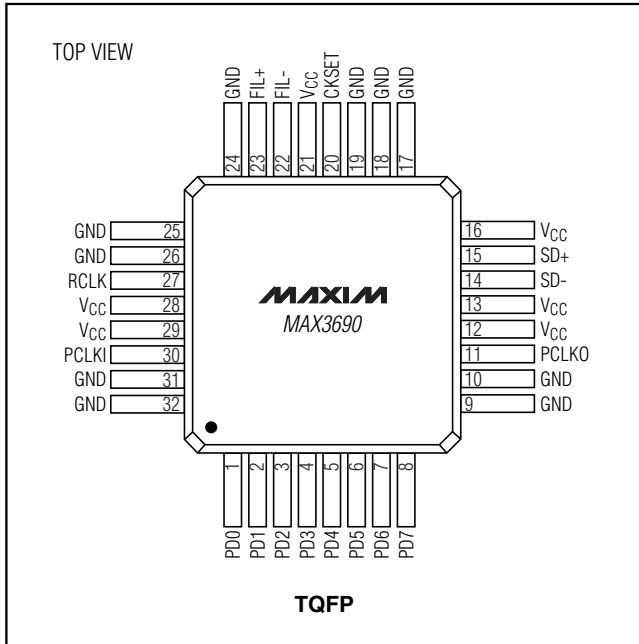 TOP VIEW
GND FIL+ FIL- VCC CKSET GND GND GND
24 23 22 21 20 19 18 17
GND 25
GND 26
RCLK 27
VCC 28
VCC 29
PCLKI 30
GND 31
GND 32
MAXIM
MAX3690
16 VCC
15 SD+
14 SD-
13 VCC
12 VCC
11 PCLKO
10 GND
9 GND
1 2 3 4 5 6 7 8
PD0 PD1 PD2 PD3 PD4 PD5 PD6 PD7
TQFP